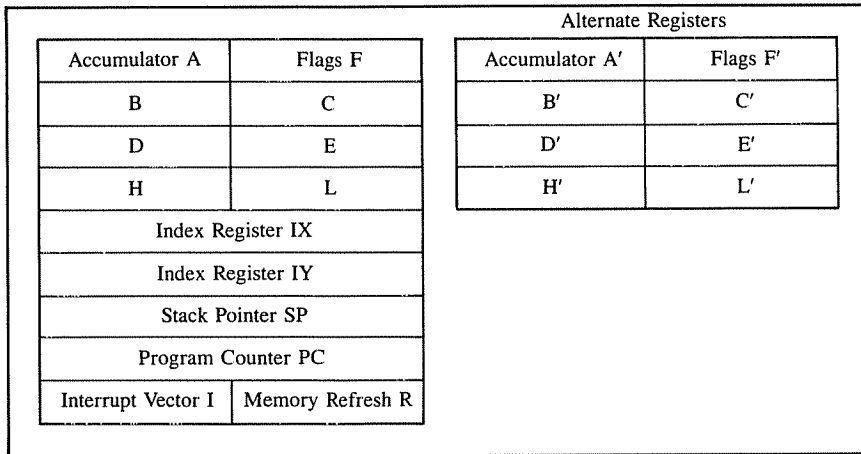 Alternate Registers
Accumulator A Flags F
B C
D E
H L
Index Register IX
Index Register IY
Stack Pointer SP
Program Counter PC
Interrupt Vector I Memory Refresh R
Accumulator A′ Flags F′
B′ C′
D′ E′
H′ L′